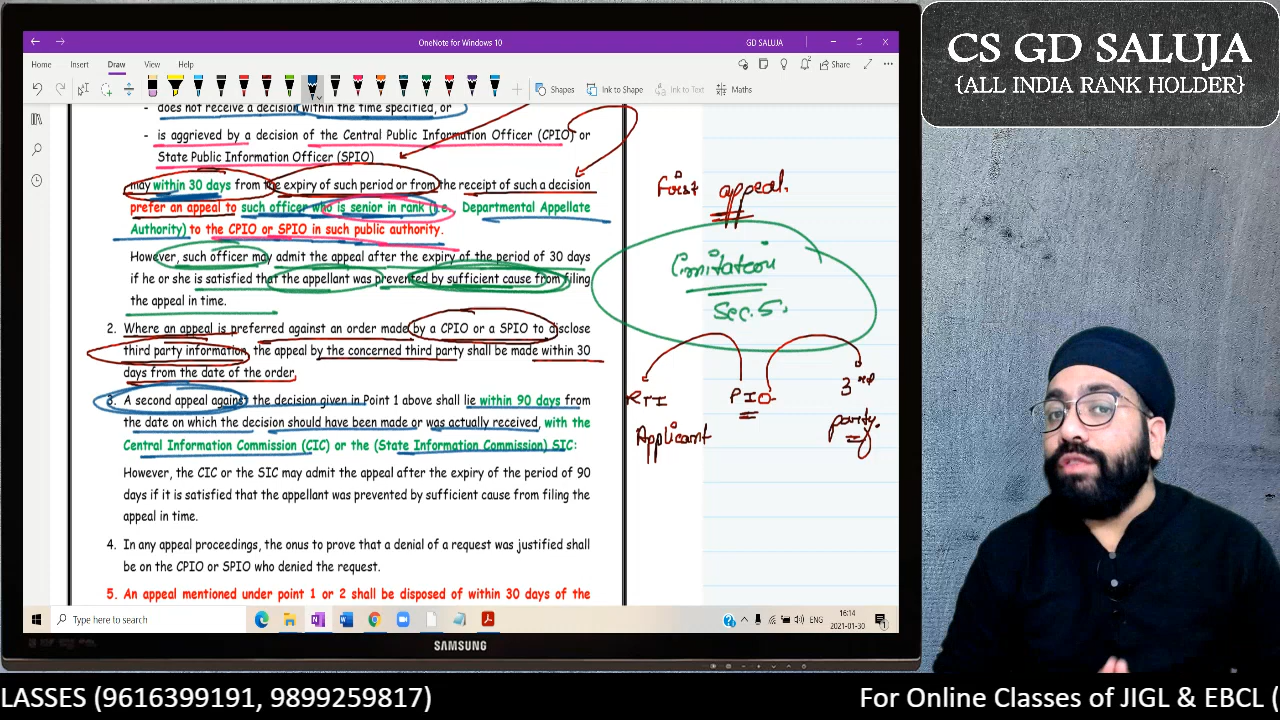 CS GD SALUJA
{ALL INDIA RANK HOLDER}
OneNote for Windows 10
GD SALUJA
Home Insert Draw View Help
Share
Shapes Ink to Shape Ink to Text Maths
does not receive a decision within the time specified, or
- is aggrieved by a decision of the Central Public Information Officer (CPIO) or
State Public Information Officer (SPIO)
may within 30 days from the expiry of such period or from the receipt of such a decision
prefer an appeal to such officer who is senior in rank (i.e. Departmental Appellate
Authority) to the CPIO or SPIO in such public authority.
However, such officer may admit the appeal after the expiry of the period of 30 days
if he or she is satisfied that the appellant was prevented by sufficient cause from filing
the appeal in time.
2. Where an appeal is preferred against an order made by a CPIO or a SPIO to disclose
third party information, the appeal by the concerned third party shall be made within 30
days from the date of the order.
3. A second appeal against the decision given in Point 1 above shall lie within 90 days from
the date on which the decision should have been made or was actually received, with the
Central Information Commission (CIC) or the (State Information Commission) SIC:
However, the CIC or the SIC may admit the appeal after the expiry of the period of 90
days if it is satisfied that the appellant was prevented by sufficient cause from filing the
appeal in time.
4. In any appeal proceedings, the onus to prove that a denial of a request was justified shall
be on the CPIO or SPIO who denied the request.
5. An appeal mentioned under point 1 or 2 shall be disposed of within 30 days of the
First appeal.
Limitation
Sec. 5.
RTI
Applicant
PIO
3rd
party.
Type here to search
ENG
16:14
2021-01-30
SAMSUNG
LASSES (9616399191, 9899259817)
For Online Classes of JIGL & EBCL (